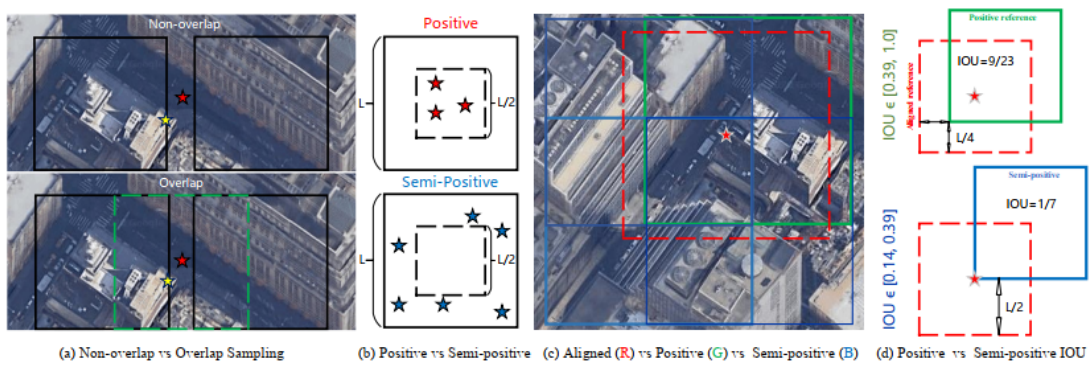 Non-overlap
Overlap
(a) Non-overlap vs Overlap Sampling
Positive
L
L/2
Semi-Positive
L
L/2
(b) Positive vs Semi-positive
(c) Aligned (R) vs Positive (G) vs Semi-positive (B)
IOU ϵ [0.39, 1.0]
Positive reference
IOU=9/23
Aligned reference
L/4
IOU ϵ [0.14, 0.39]
Semi-positive
IOU=1/7
L/2
(d) Positive vs Semi-positive IOU